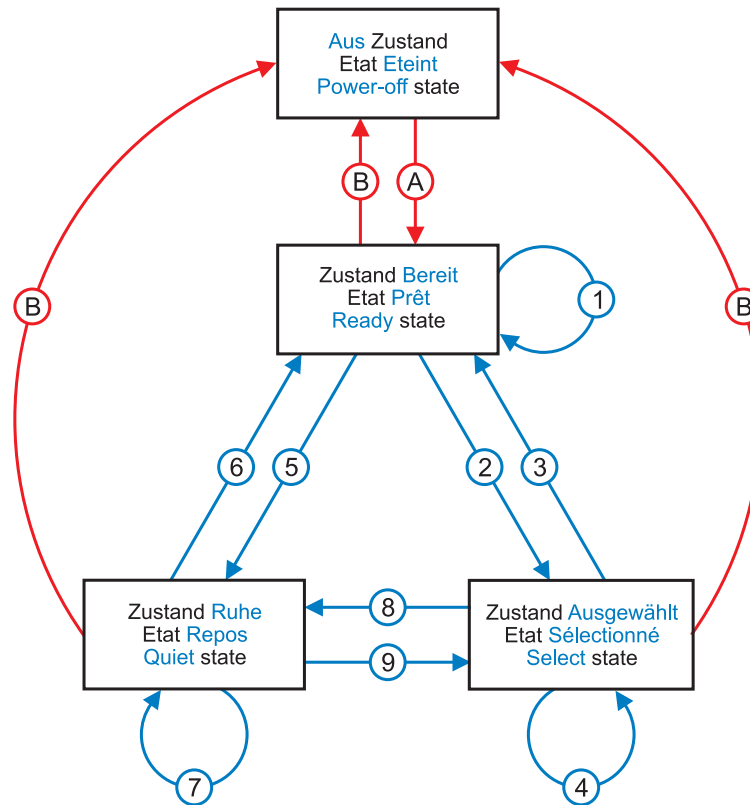 Aus Zustand
Etat Eteint
Power-off state
B
A
Zustand Bereit
Etat Prêt
Ready state
1
B
B
6
5
2
3
Zustand Ruhe
Etat Repos
Quiet state
8
9
Zustand Ausgewählt
Etat Sélectionné
Select state
7
4